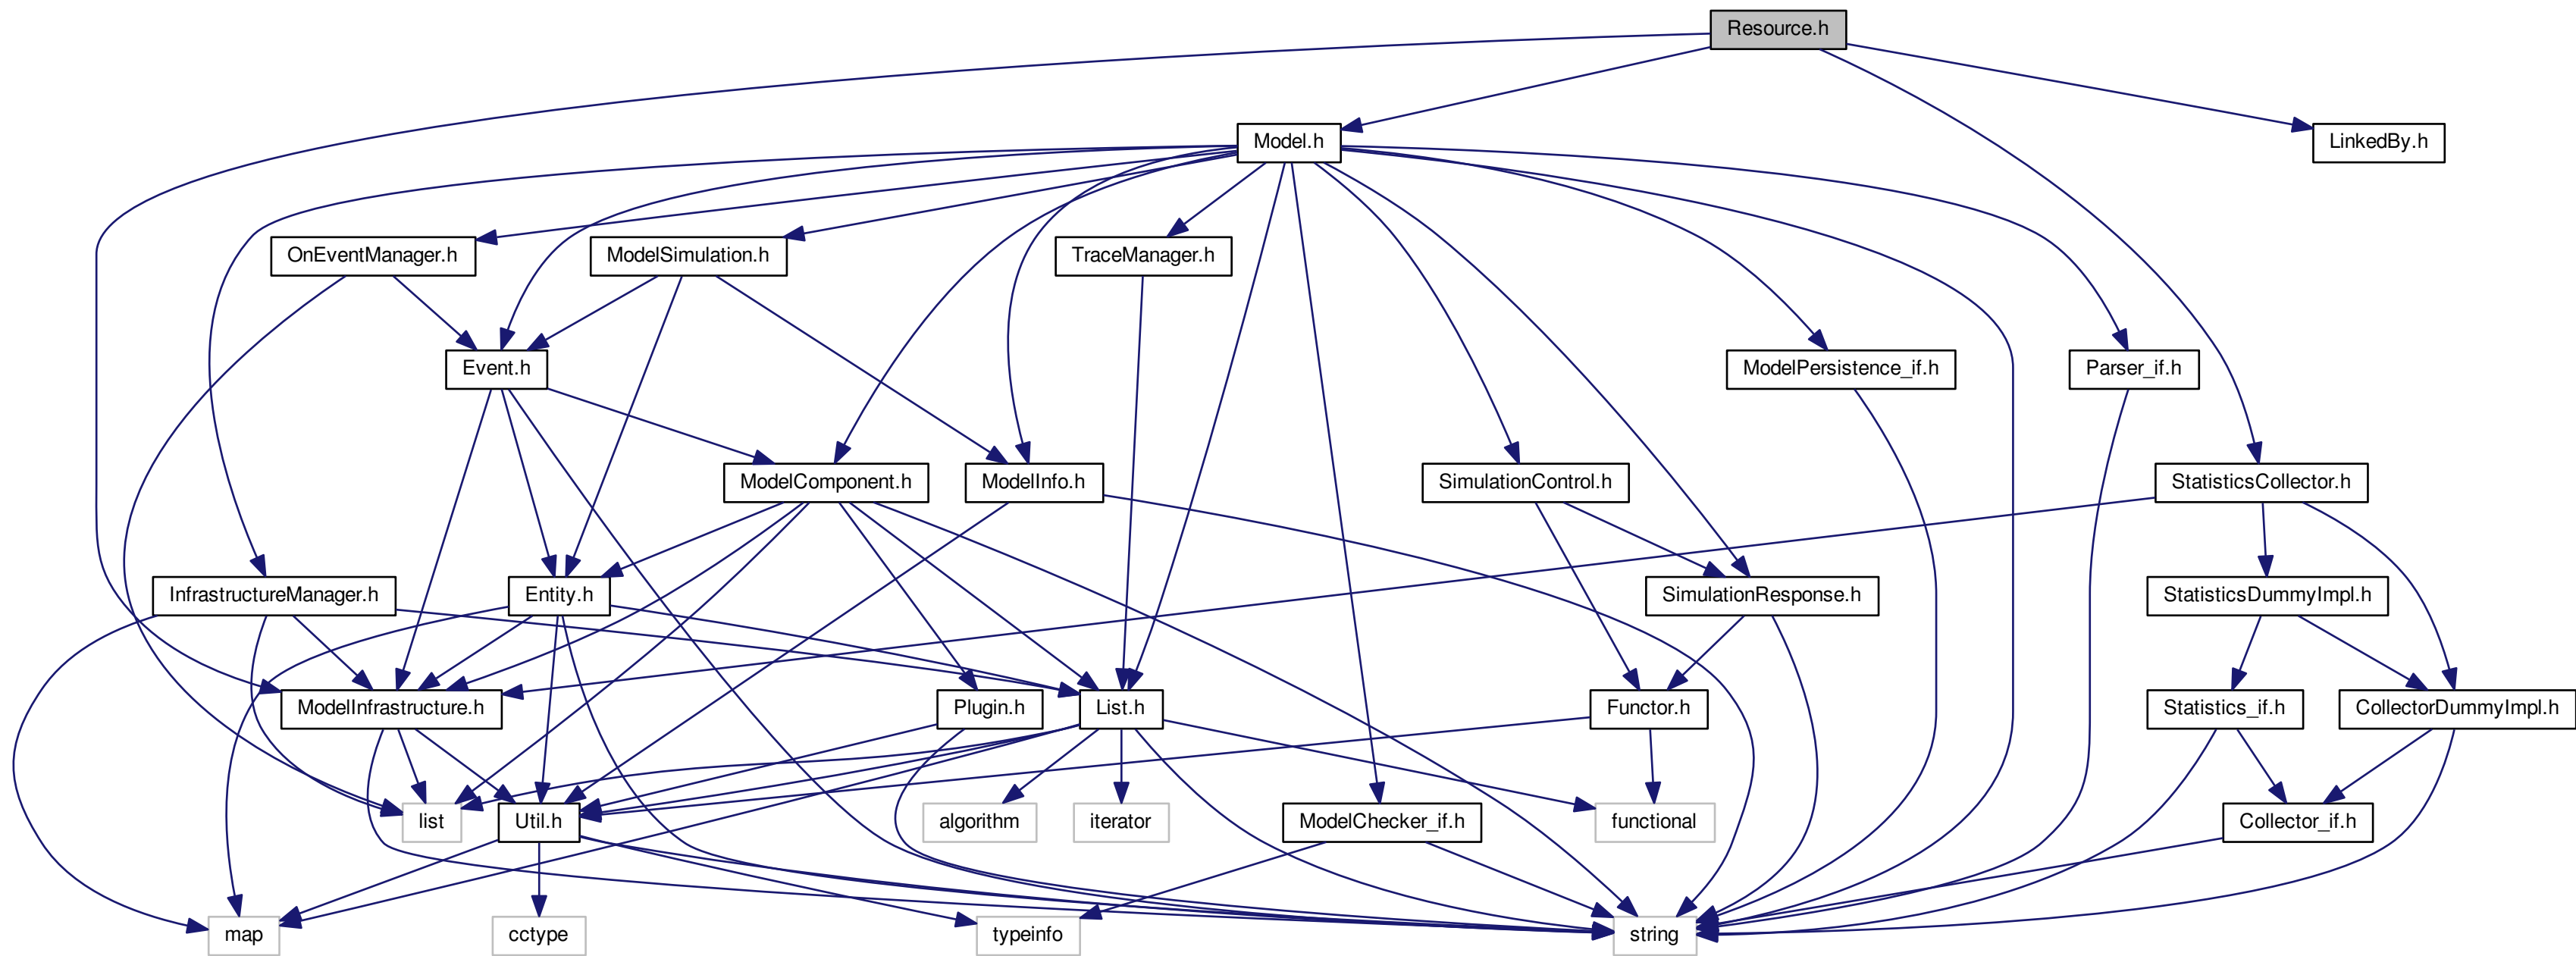 Resource.h
Model.h
LinkedBy.h
OnEventManager.h
ModelSimulation.h
TraceManager.h
Event.h
ModelPersistence_if.h
Parser_if.h
ModelComponent.h
ModelInfo.h
SimulationControl.h
StatisticsCollector.h
InfrastructureManager.h
Entity.h
SimulationResponse.h
StatisticsDummyImpl.h
ModelInfrastructure.h
Plugin.h
List.h
Functor.h
Statistics_if.h
CollectorDummyImpl.h
list
Util.h
algorithm
iterator
ModelChecker_if.h
functional
Collector_if.h
map
cctype
typeinfo
string